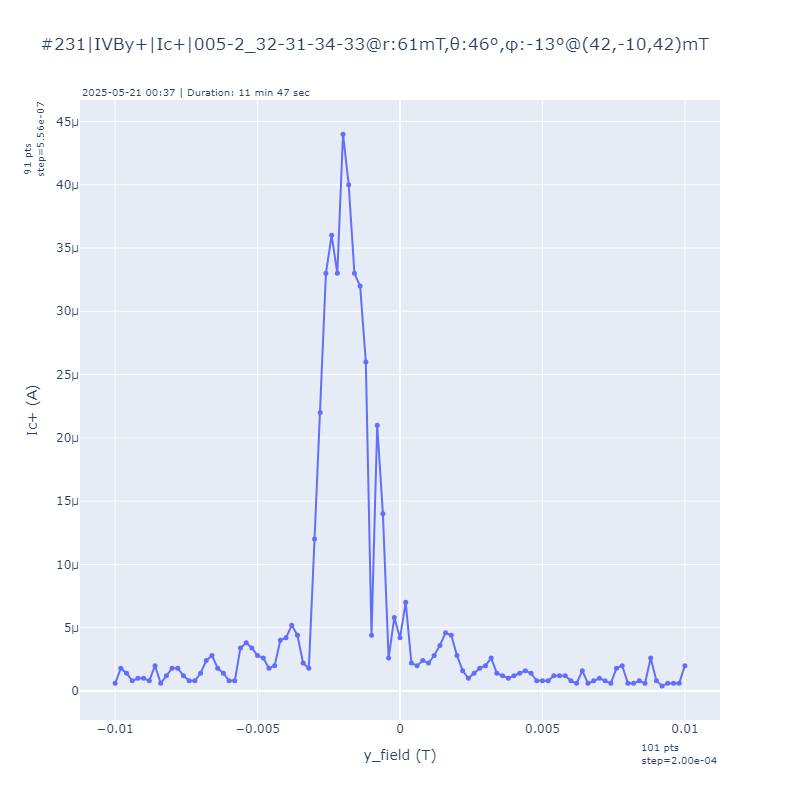 #231|IVBy+|Ic+|005-2_32-31-34-33@r:61mT,θ:46º,φ:-13º@(42,-10,42)mT
2025-05-21 00:37 | Duration: 11 min 47 sec
91 pts
step=5.56e-07
45μ
40μ
35μ
30μ
25μ
20μ
15μ
10μ
5μ
0
Ic+ (A)
−0.01
−0.005
0
0.005
0.01
y_field (T)
101 pts
step=2.00e-04